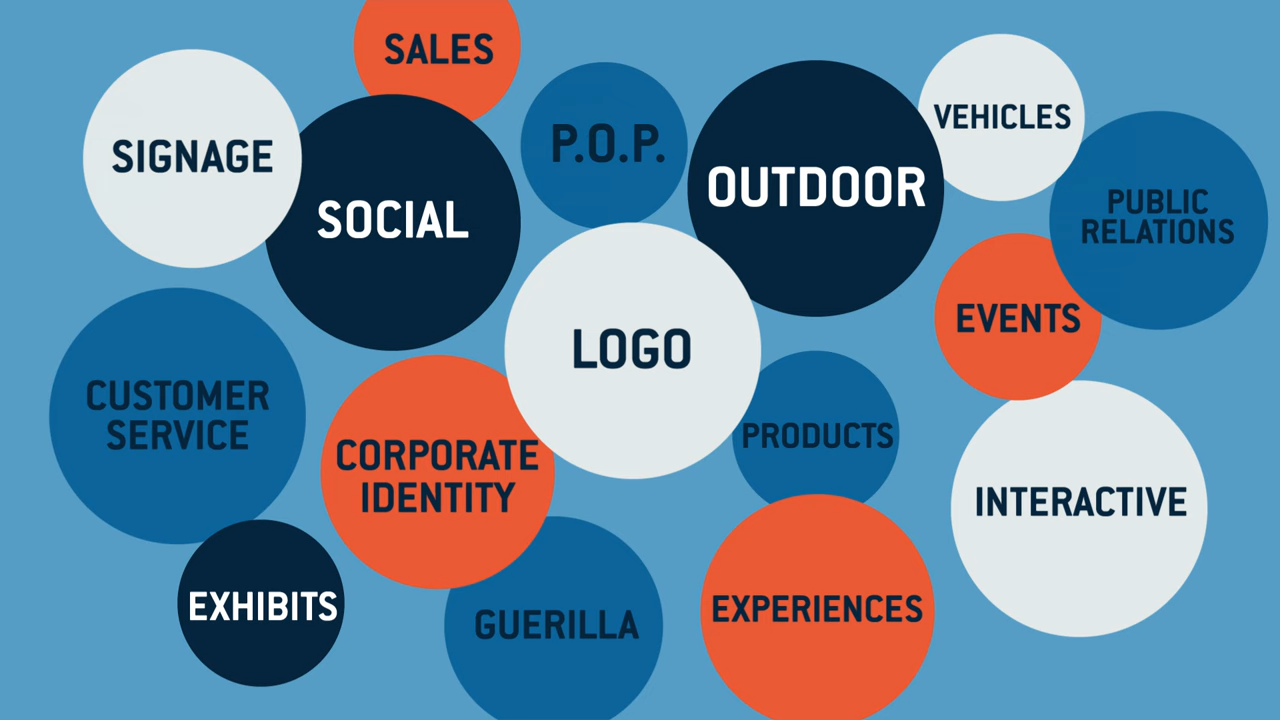 SALES
SIGNAGE
SOCIAL
P.O.P.
OUTDOOR
VEHICLES
PUBLIC
RELATIONS
LOGO
EVENTS
CUSTOMER
SERVICE
CORPORATE
IDENTITY
PRODUCTS
INTERACTIVE
EXHIBITS
GUERILLA
EXPERIENCES